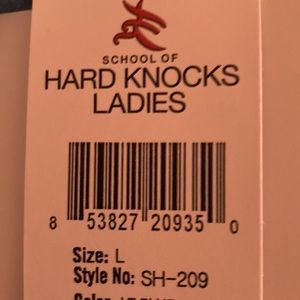 SCHOOL OF
HARD KNOCKS
LADIES
8 53827 20935 0
Size: L
Style No: SH-209